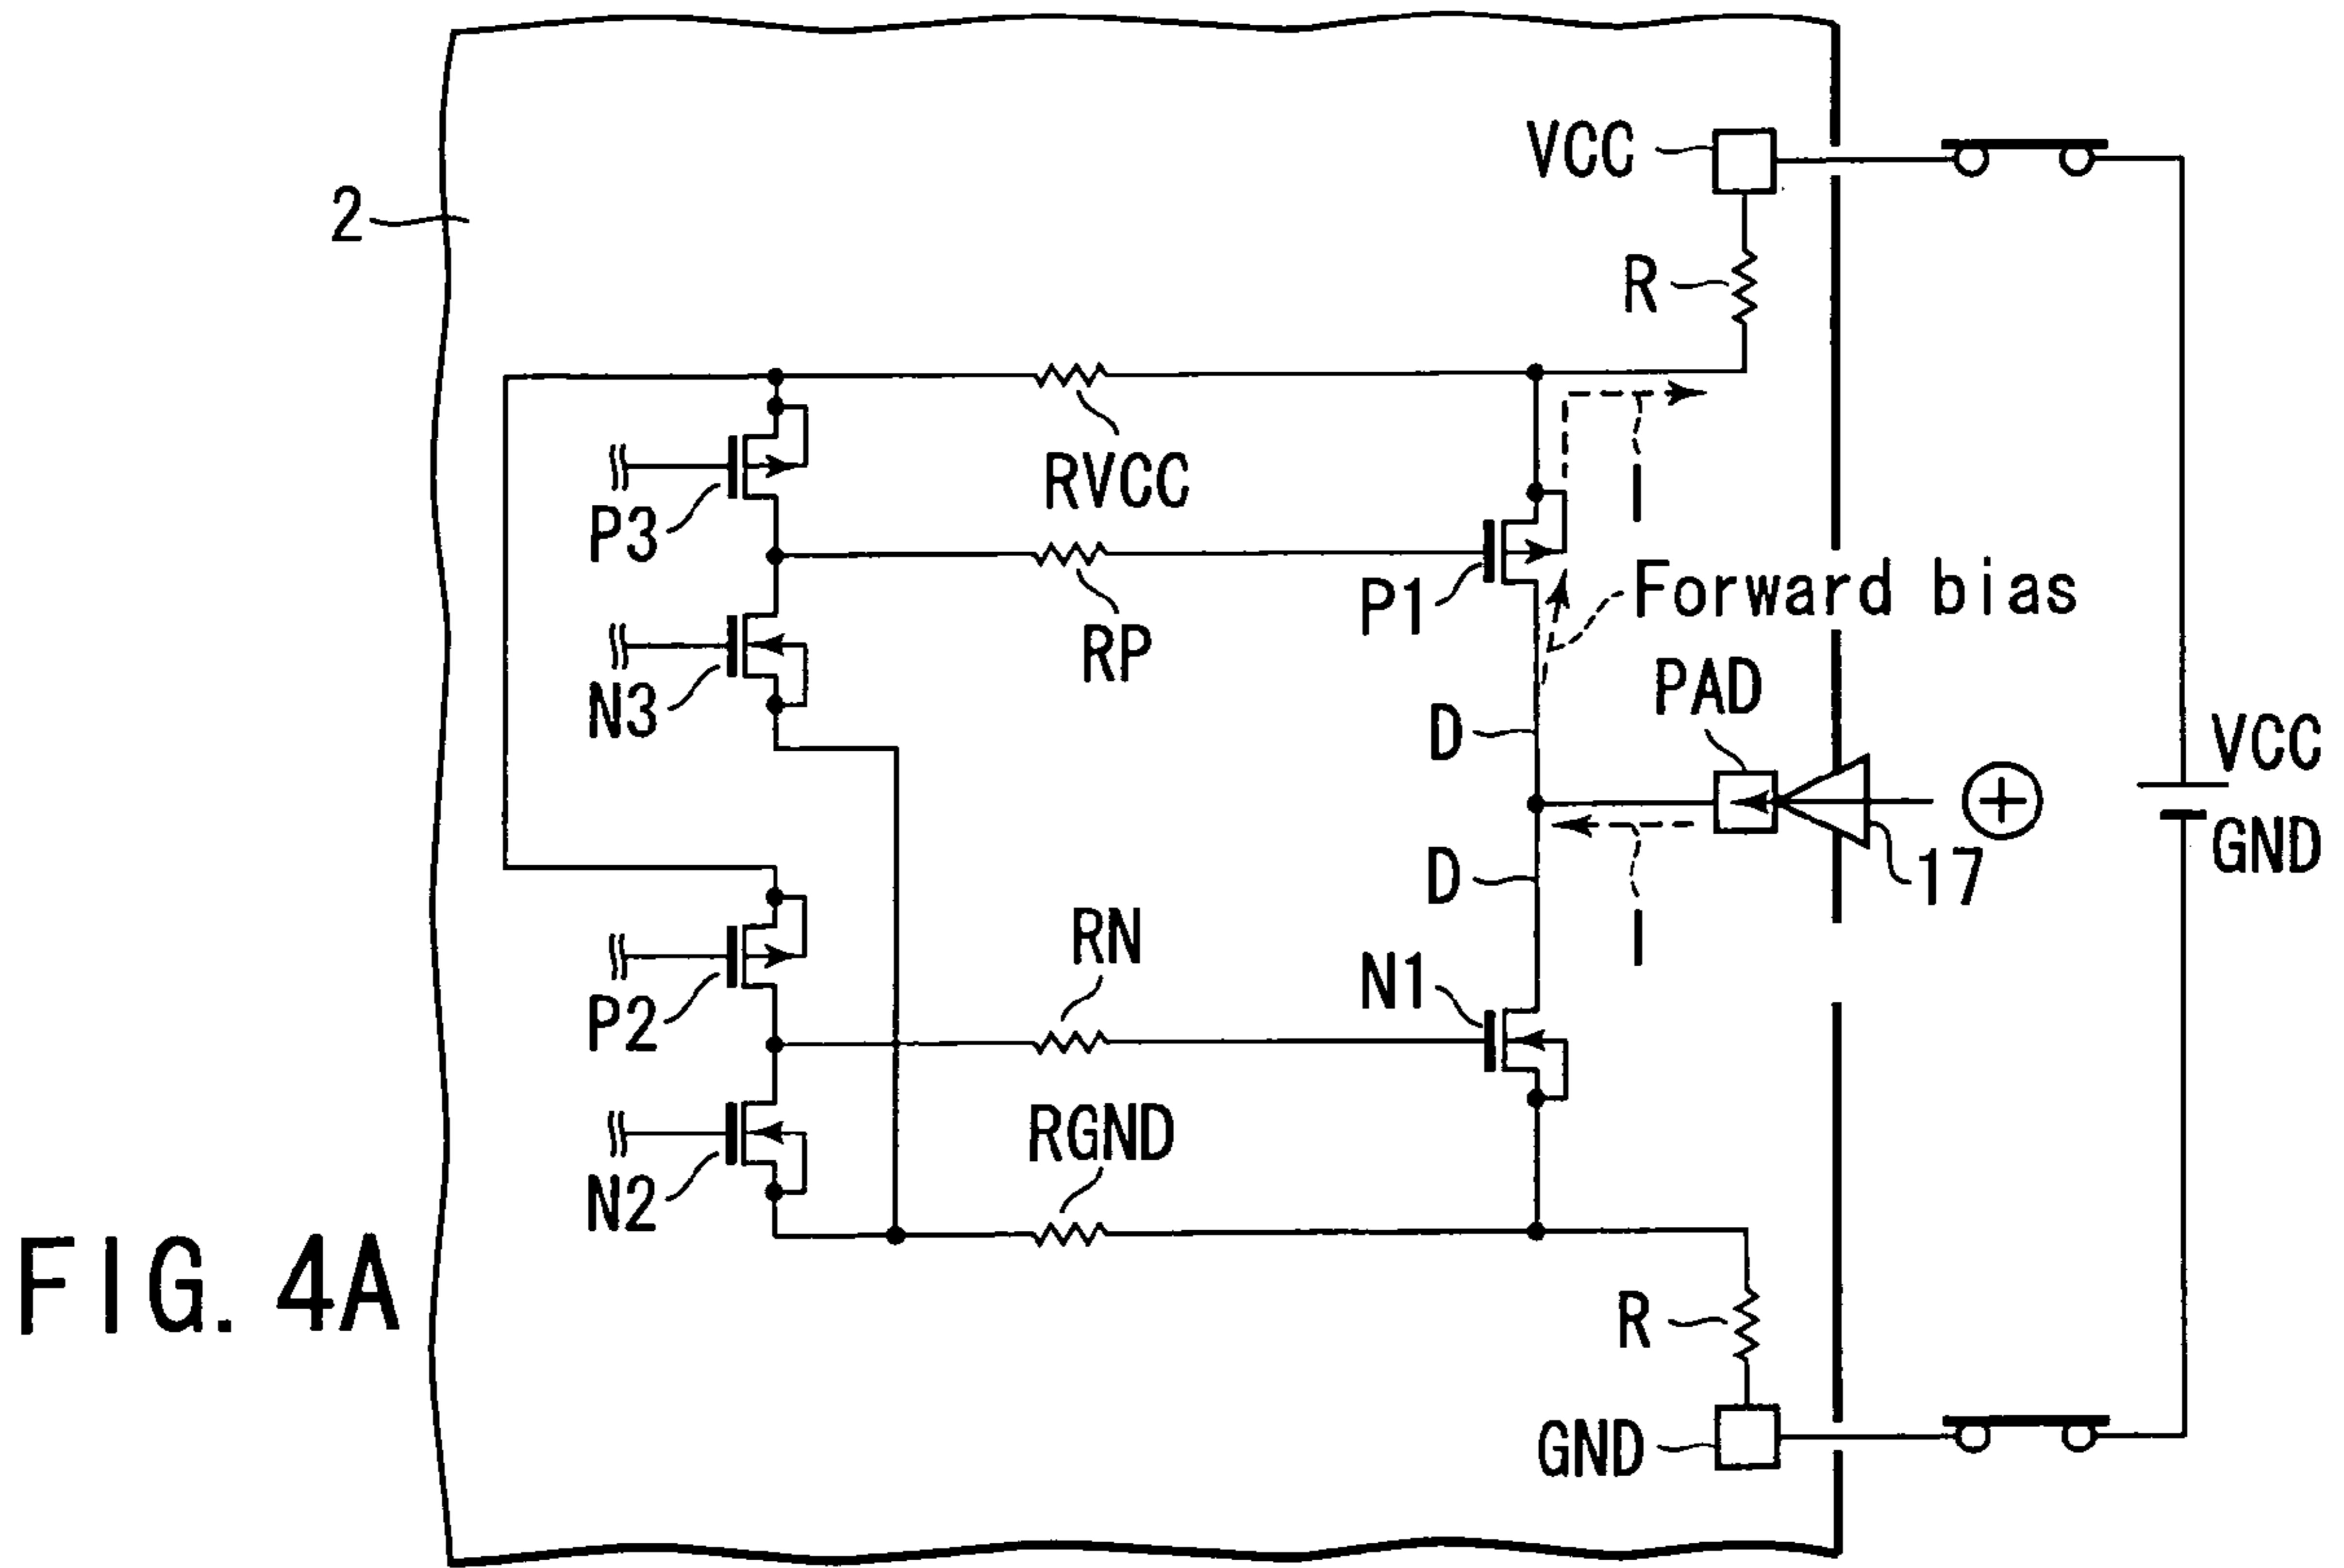 VCC
2
R
RVCC
I
P3
P1
Forward bias
RP
PAD
N3
D
VCC
GND
D
17
RN
I
P2
N1
RGND
N2
FIG. 4A
R
GND